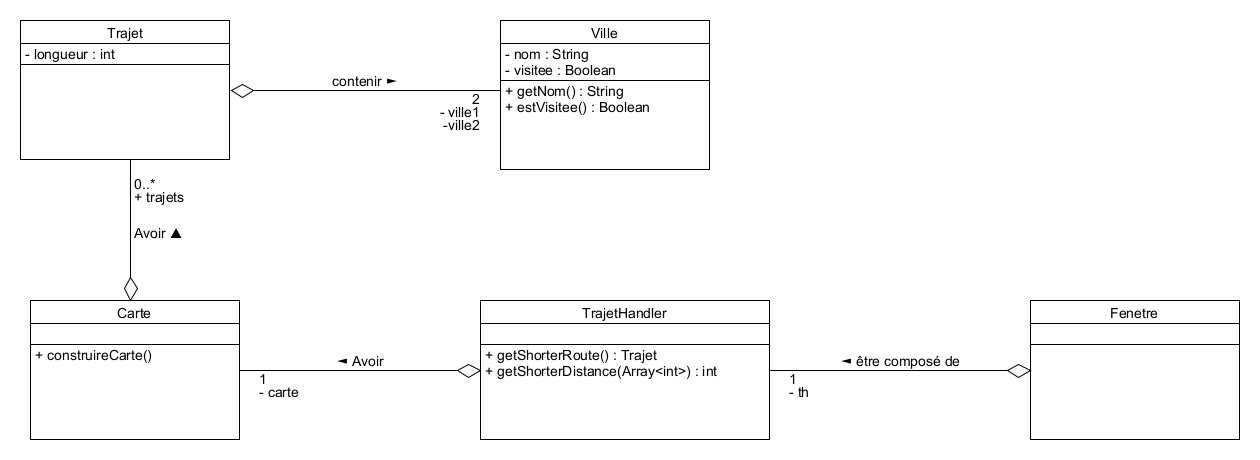 Trajet
- longueur : int
Ville
- nom : String
- visitee : Boolean
+ getNom() : String
+ estVisitee() : Boolean
contenir ►
2
- ville1
-ville2
0..*
+ trajets
Avoir ▲
Carte
+ construireCarte()
◄ Avoir
1
- carte
TrajetHandler
+ getShorterRoute() : Trajet
+ getShorterDistance(Array<int>) : int
◄ être composé de
1
- th
Fenetre